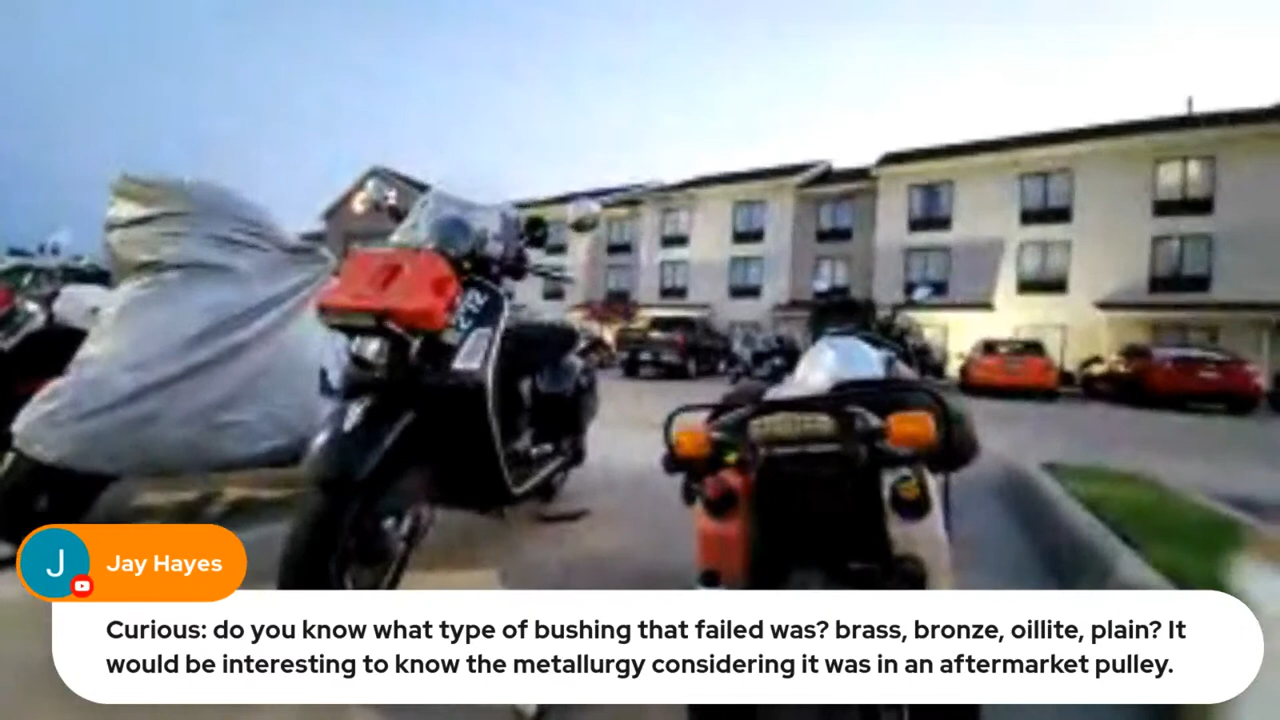 J
Jay Hayes
Curious: do you know what type of bushing that failed was? brass, bronze, oillite, plain? It
would be interesting to know the metallurgy considering it was in an aftermarket pulley.